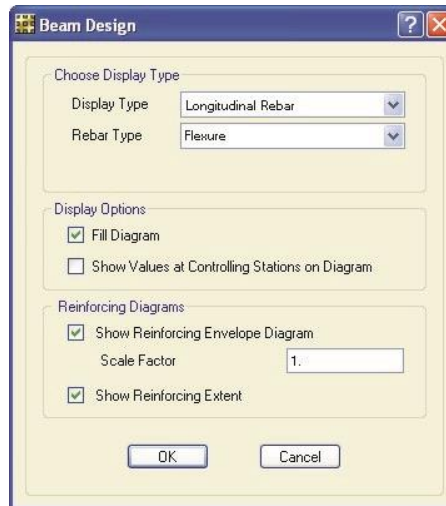 Beam Design
Choose Display Type
Display Type Longitudinal Rebar
Rebar Type Flexure
Display Options
Fill Diagram
Show Values at Controlling Stations on Diagram
Reinforcing Diagrams
Show Reinforcing Envelope Diagram
Scale Factor 1.
Show Reinforcing Extent
OK Cancel